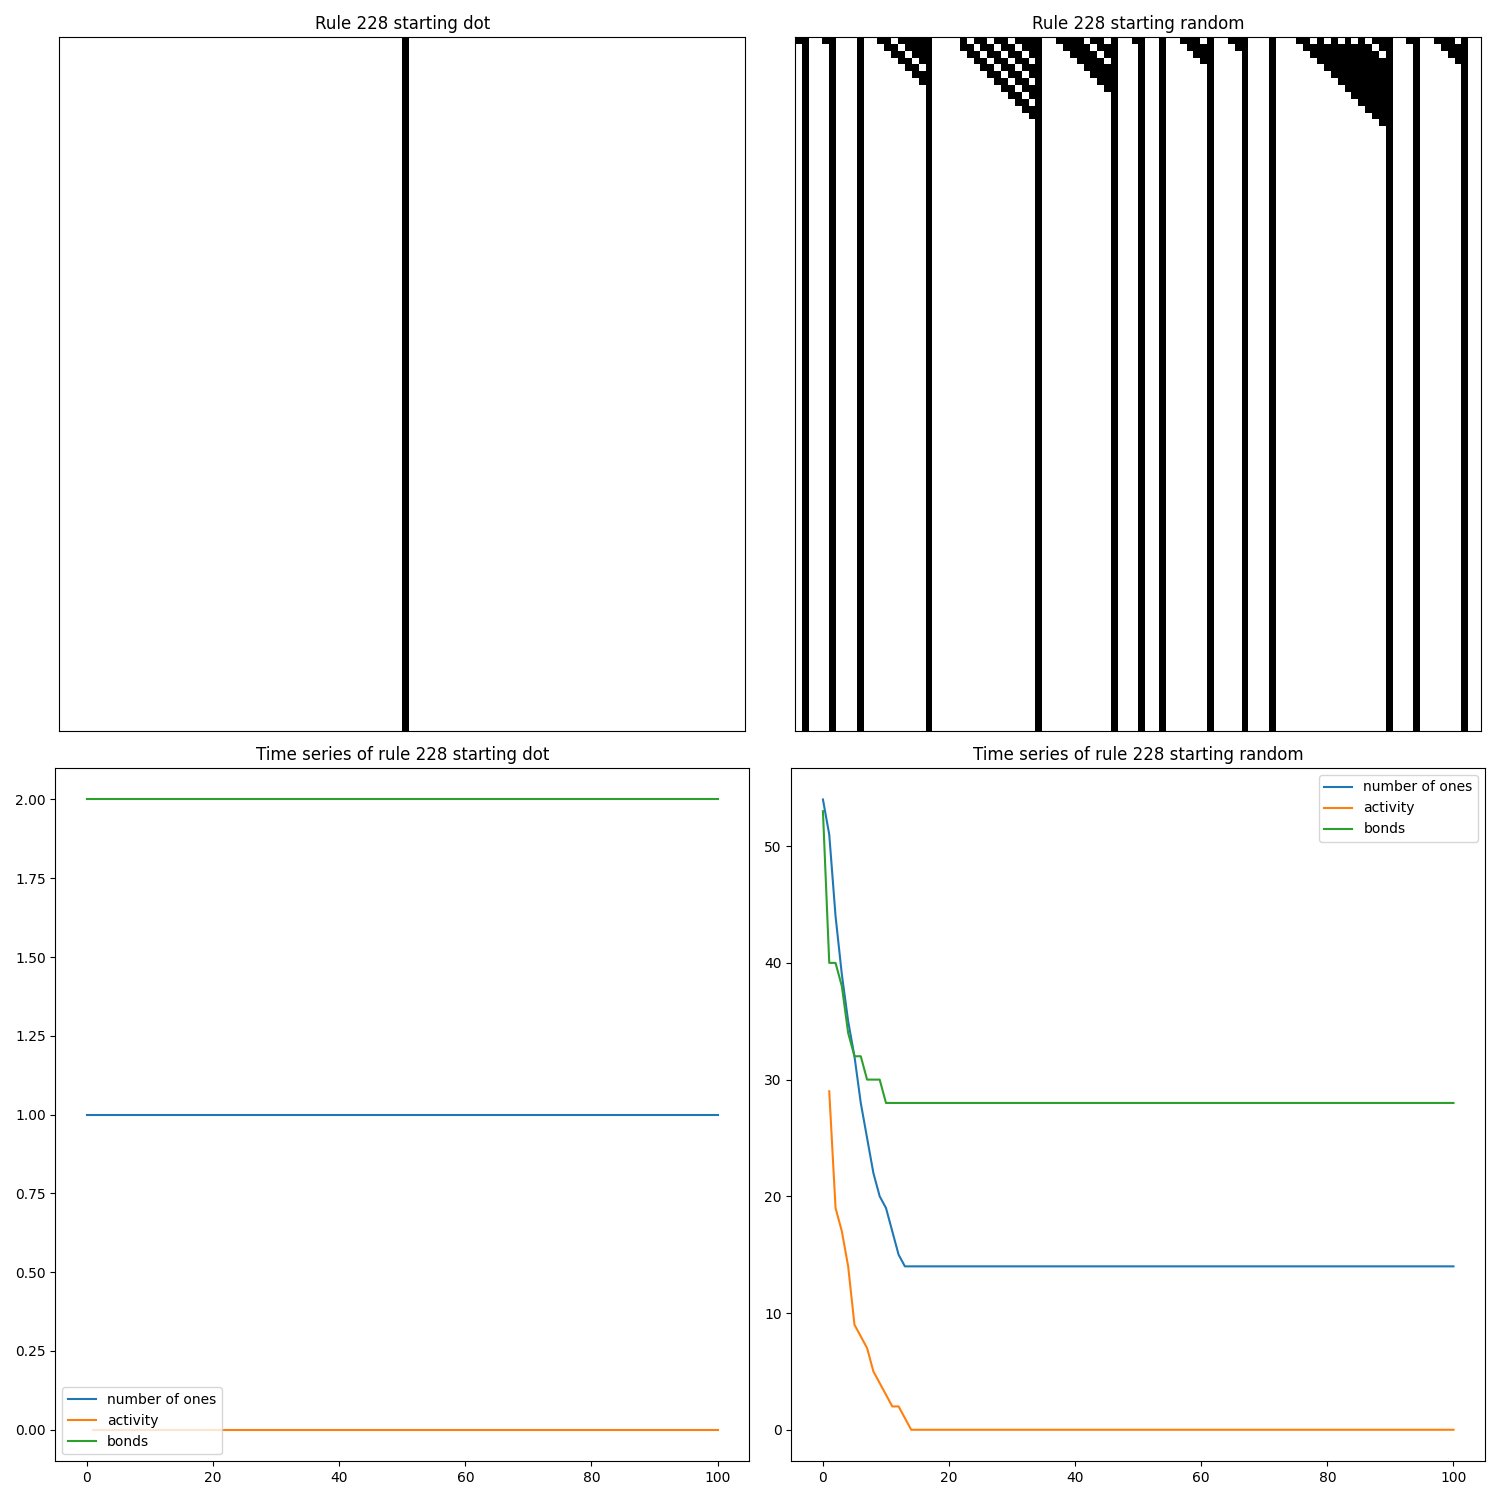 Rule 228 starting dot
Rule 228 starting random
Time series of rule 228 starting dot
2.00
1.75
1.50
1.25
1.00
0.75
0.50
0.25
0.00
number of ones
activity
bonds
0 20 40 60 80 100
Time series of rule 228 starting random
number of ones
activity
bonds
50
40
30
20
10
0
0 20 40 60 80 100